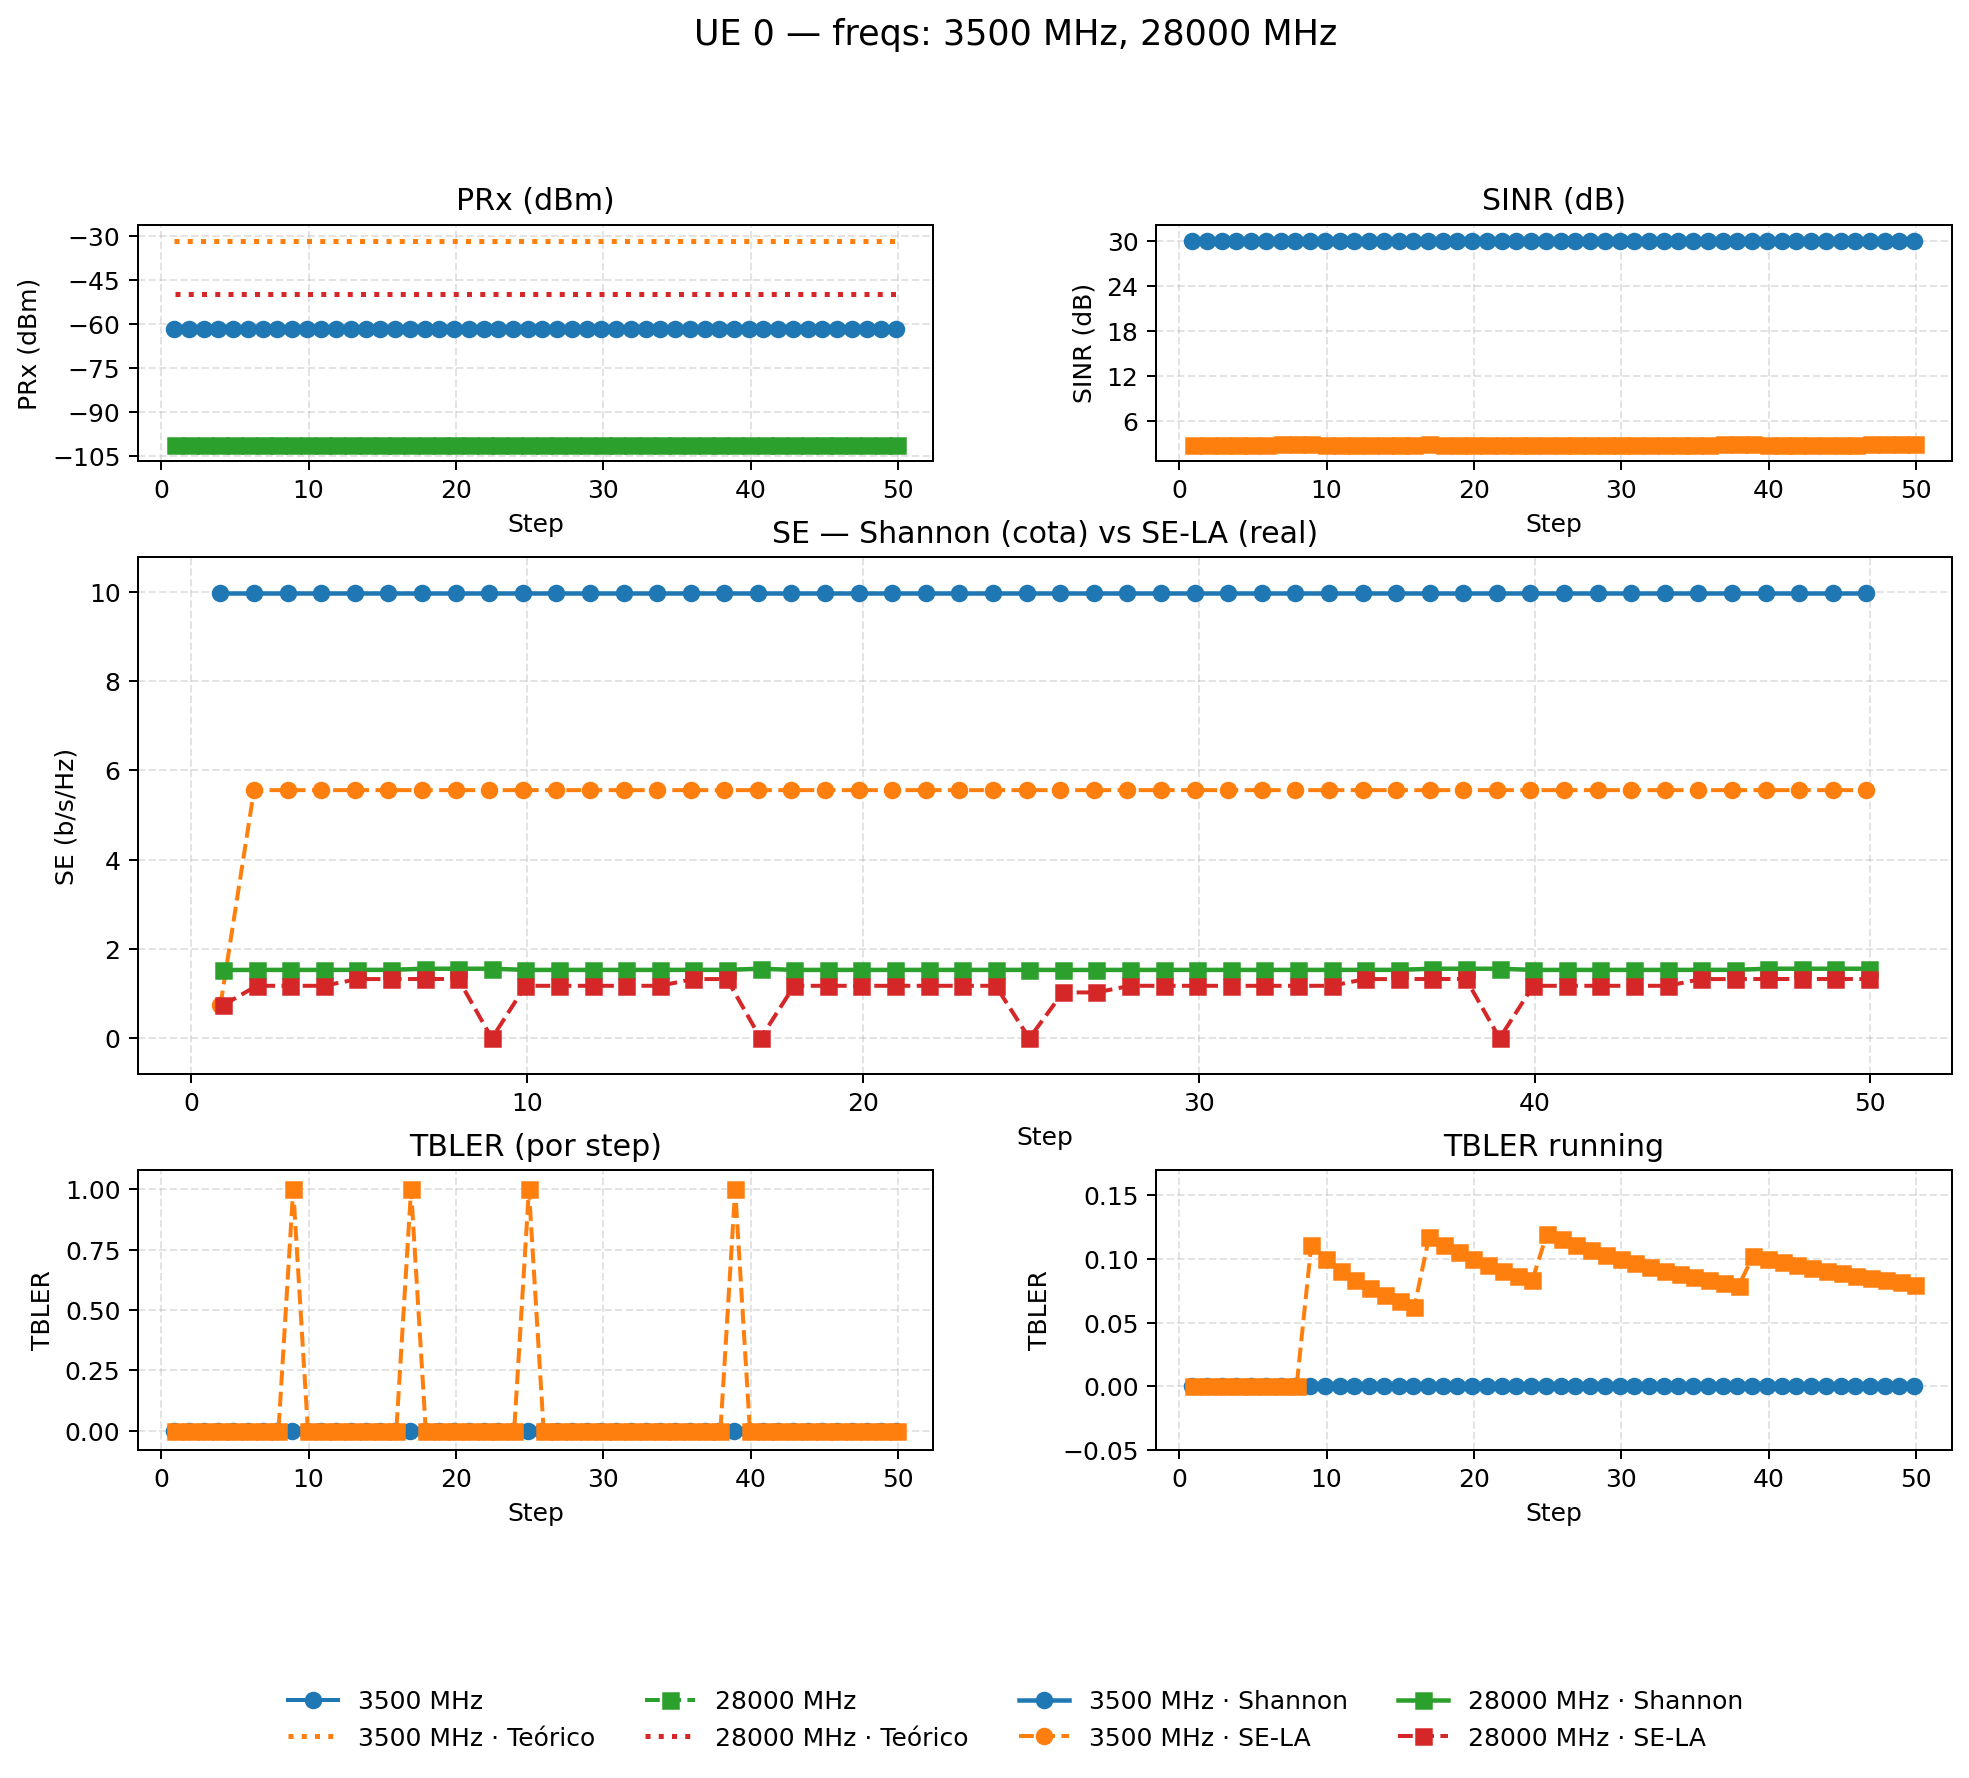 UE 0 — freqs: 3500 MHz, 28000 MHz
PRx (dBm)
PRx (dBm)
−30
−45
−60
−75
−90
−105
0 10 20 30 40 50
Step
SINR (dB)
SINR (dB)
30
24
18
12
6
0 10 20 30 40 50
Step
SE — Shannon (cota) vs SE-LA (real)
SE (b/s/Hz)
10
8
6
4
2
0
0 10 20 30 40 50
Step
TBLER (por step)
TBLER
1.00
0.75
0.50
0.25
0.00
0 10 20 30 40 50
Step
TBLER running
TBLER
0.15
0.10
0.05
0.00
−0.05
0 10 20 30 40 50
Step
3500 MHz
3500 MHz · Teórico
28000 MHz
28000 MHz · Teórico
3500 MHz · Shannon
3500 MHz · SE-LA
28000 MHz · Shannon
28000 MHz · SE-LA